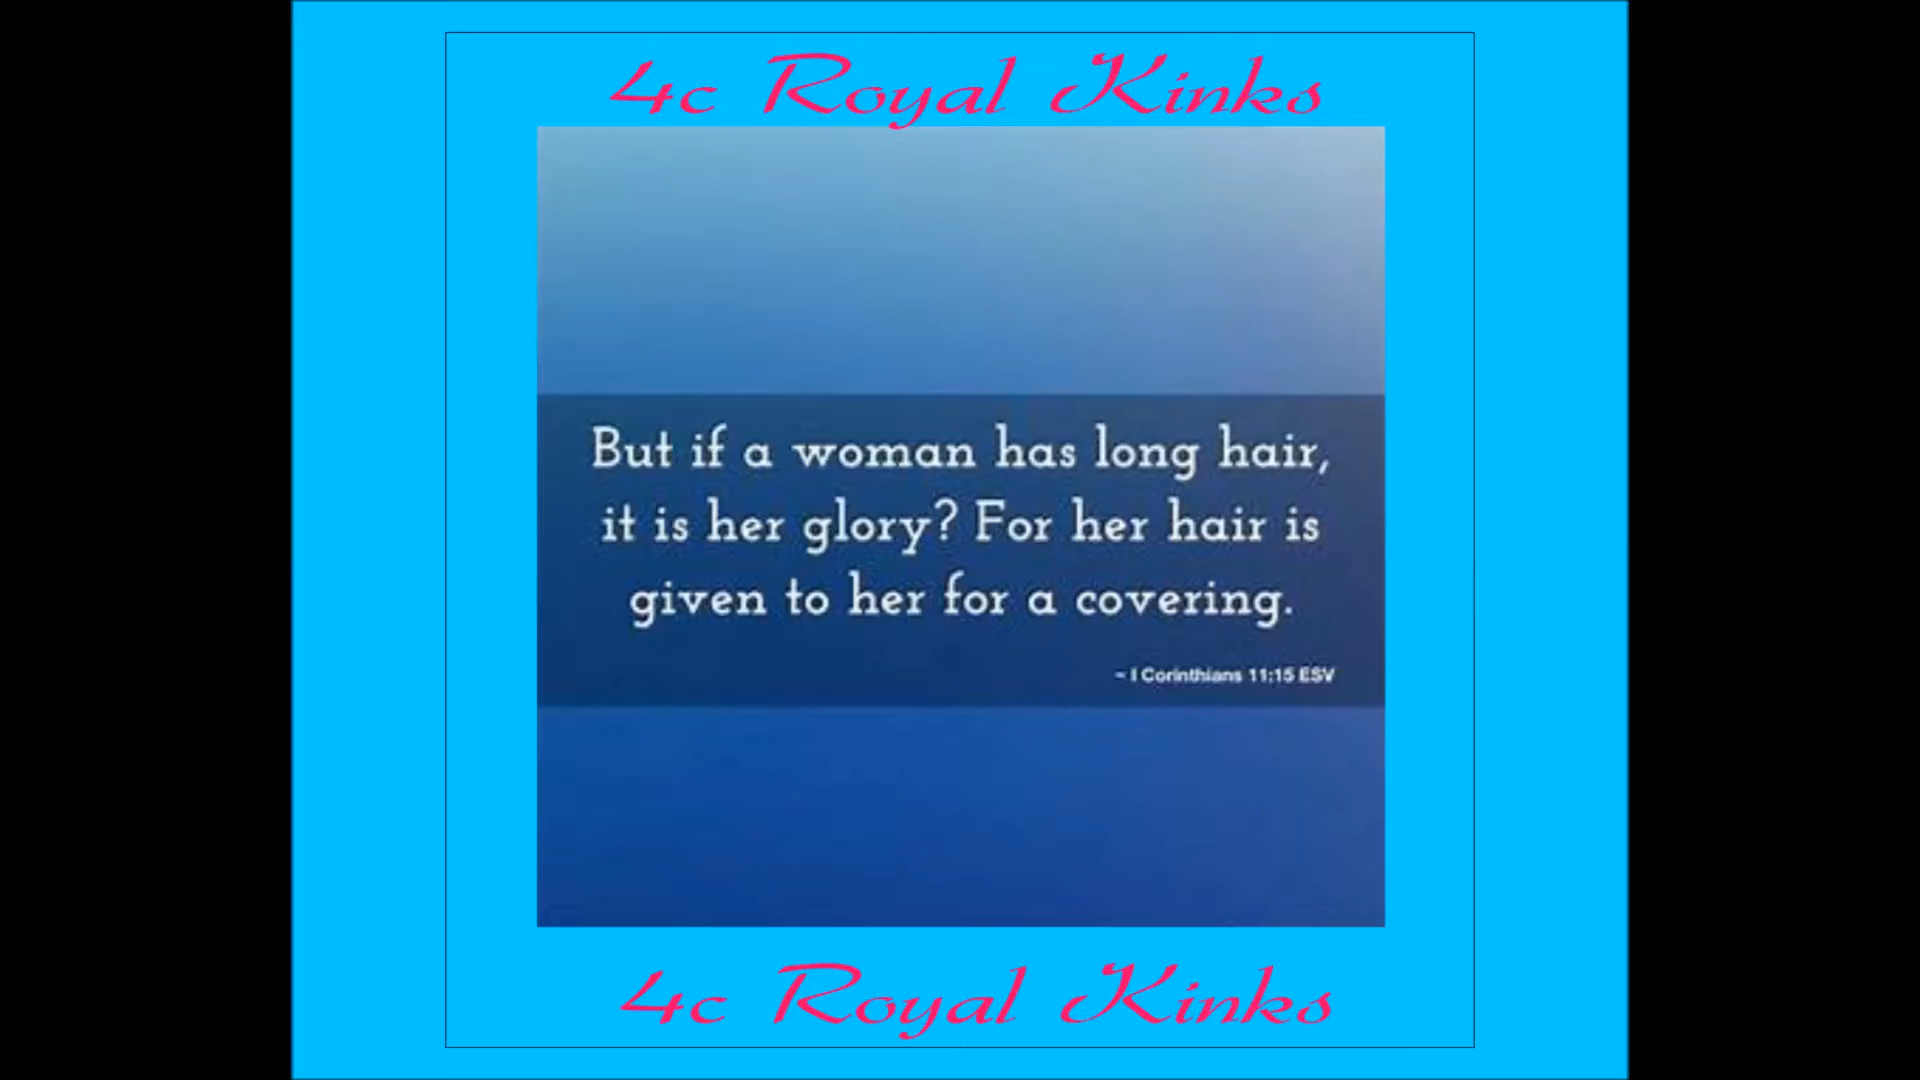 4c Royal Kinks
But if a woman has long hair,
it is her glory? For her hair is
given to her for a covering.
~ I Corinthians 11:15 ESV
4c Royal Kinks